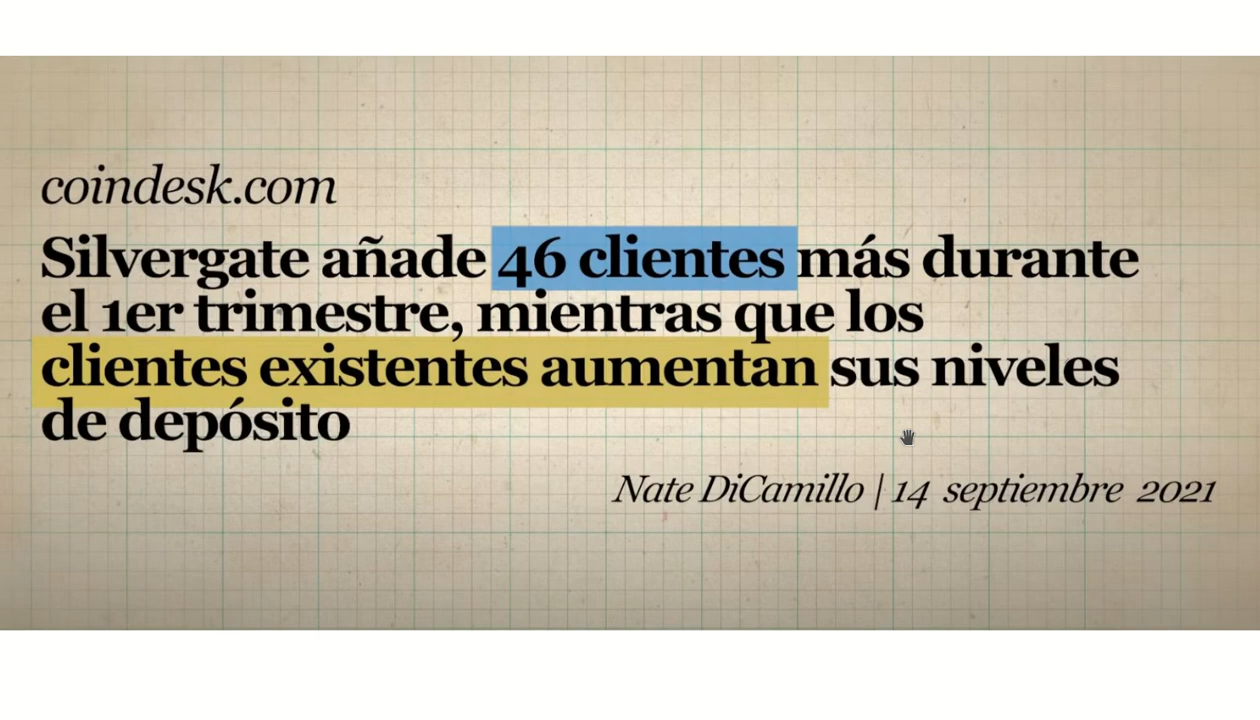 coindesk.com
Silvergate añade 46 clientes más durante
el 1er trimestre, mientras que los
clientes existentes aumentan sus niveles
de depósito
Nate DiCamillo | 14 septiembre 2021